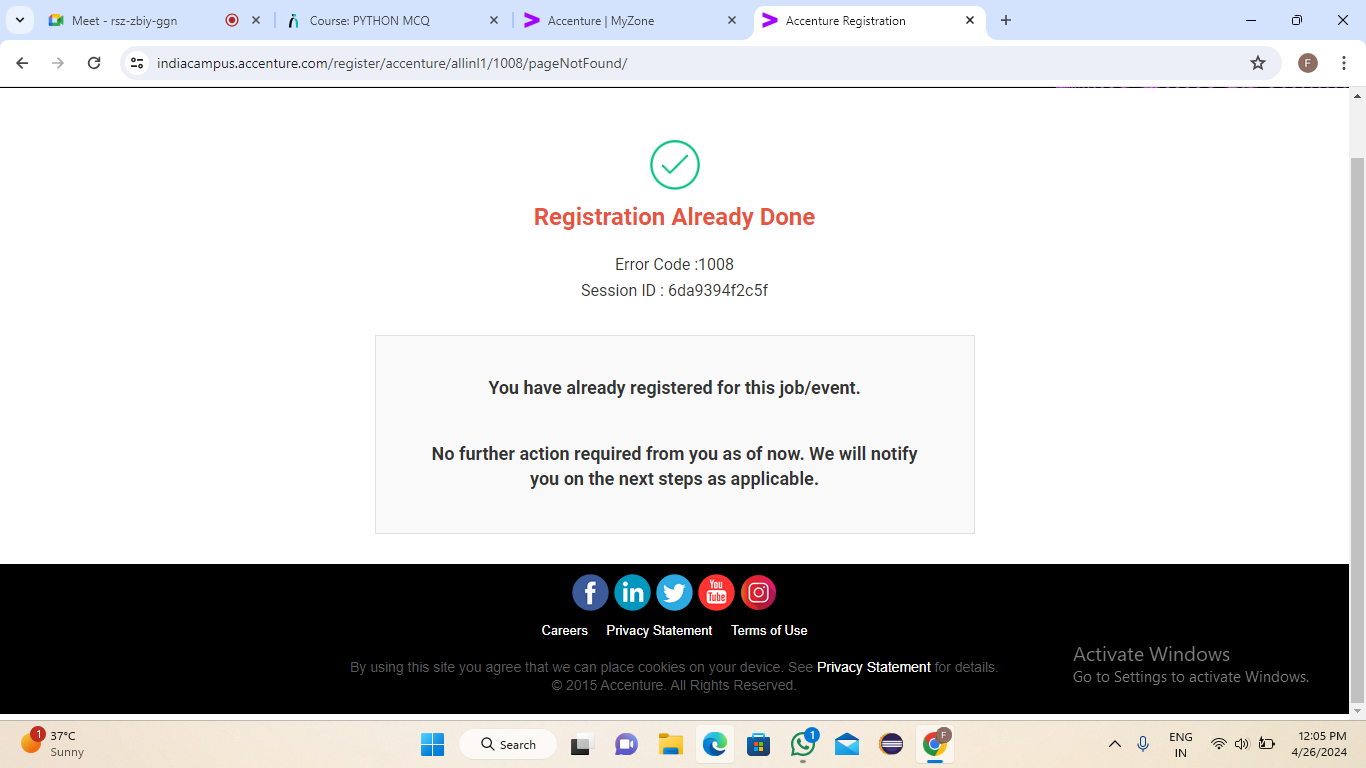 Meet - rsz-zbiy-ggn
Course: PYTHON MCQ
Accenture | MyZone
Accenture Registration
indiacampus.accenture.com/register/accenture/allinl1/1008/pageNotFound/
F
Registration Already Done
Error Code :1008
Session ID : 6da9394f2c5f
You have already registered for this job/event.
No further action required from you as of now. We will notify
you on the next steps as applicable.
f in You Tube
Careers Privacy Statement Terms of Use
By using this site you agree that we can place cookies on your device. See Privacy Statement for details.
© 2015 Accenture. All Rights Reserved.
Activate Windows
Go to Settings to activate Windows.
1
37°C
Sunny
Search
1
F
ENG
IN
12:05 PM
4/26/2024